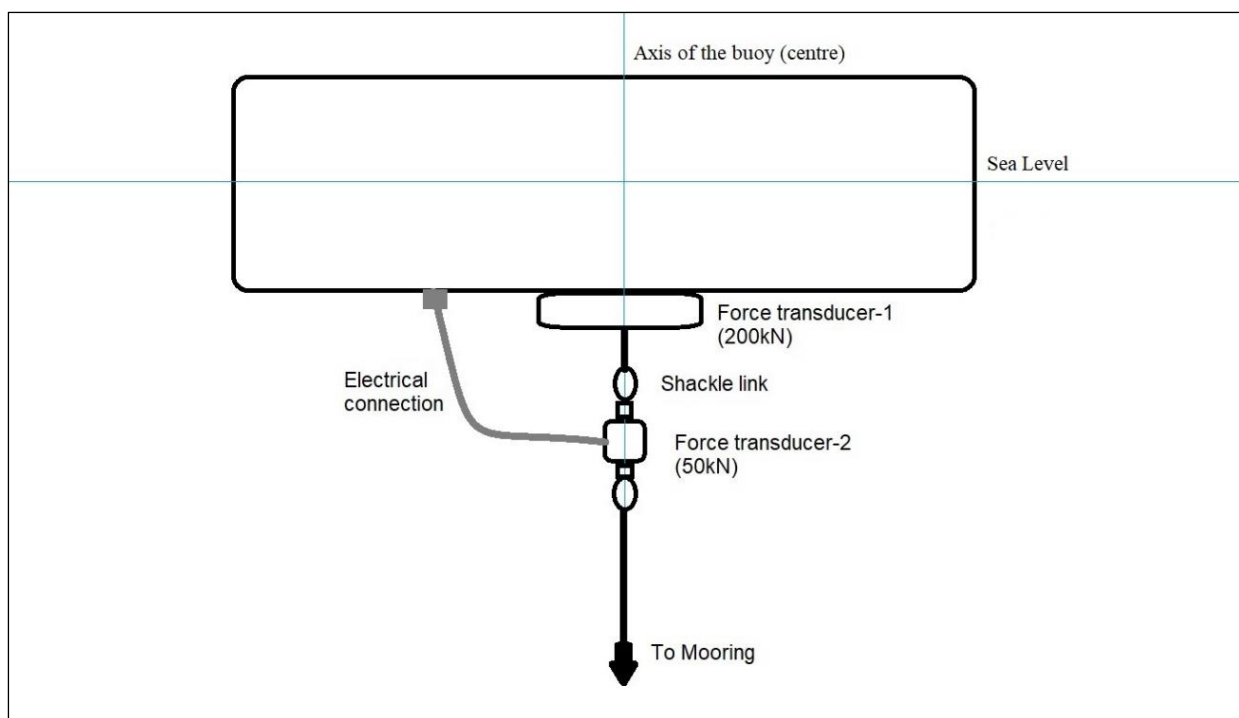 Axis of the buoy (centre)
Sea Level
Force transducer-1
(200kN)
Electrical
connection
Shackle link
Force transducer-2
(50kN)
To Mooring